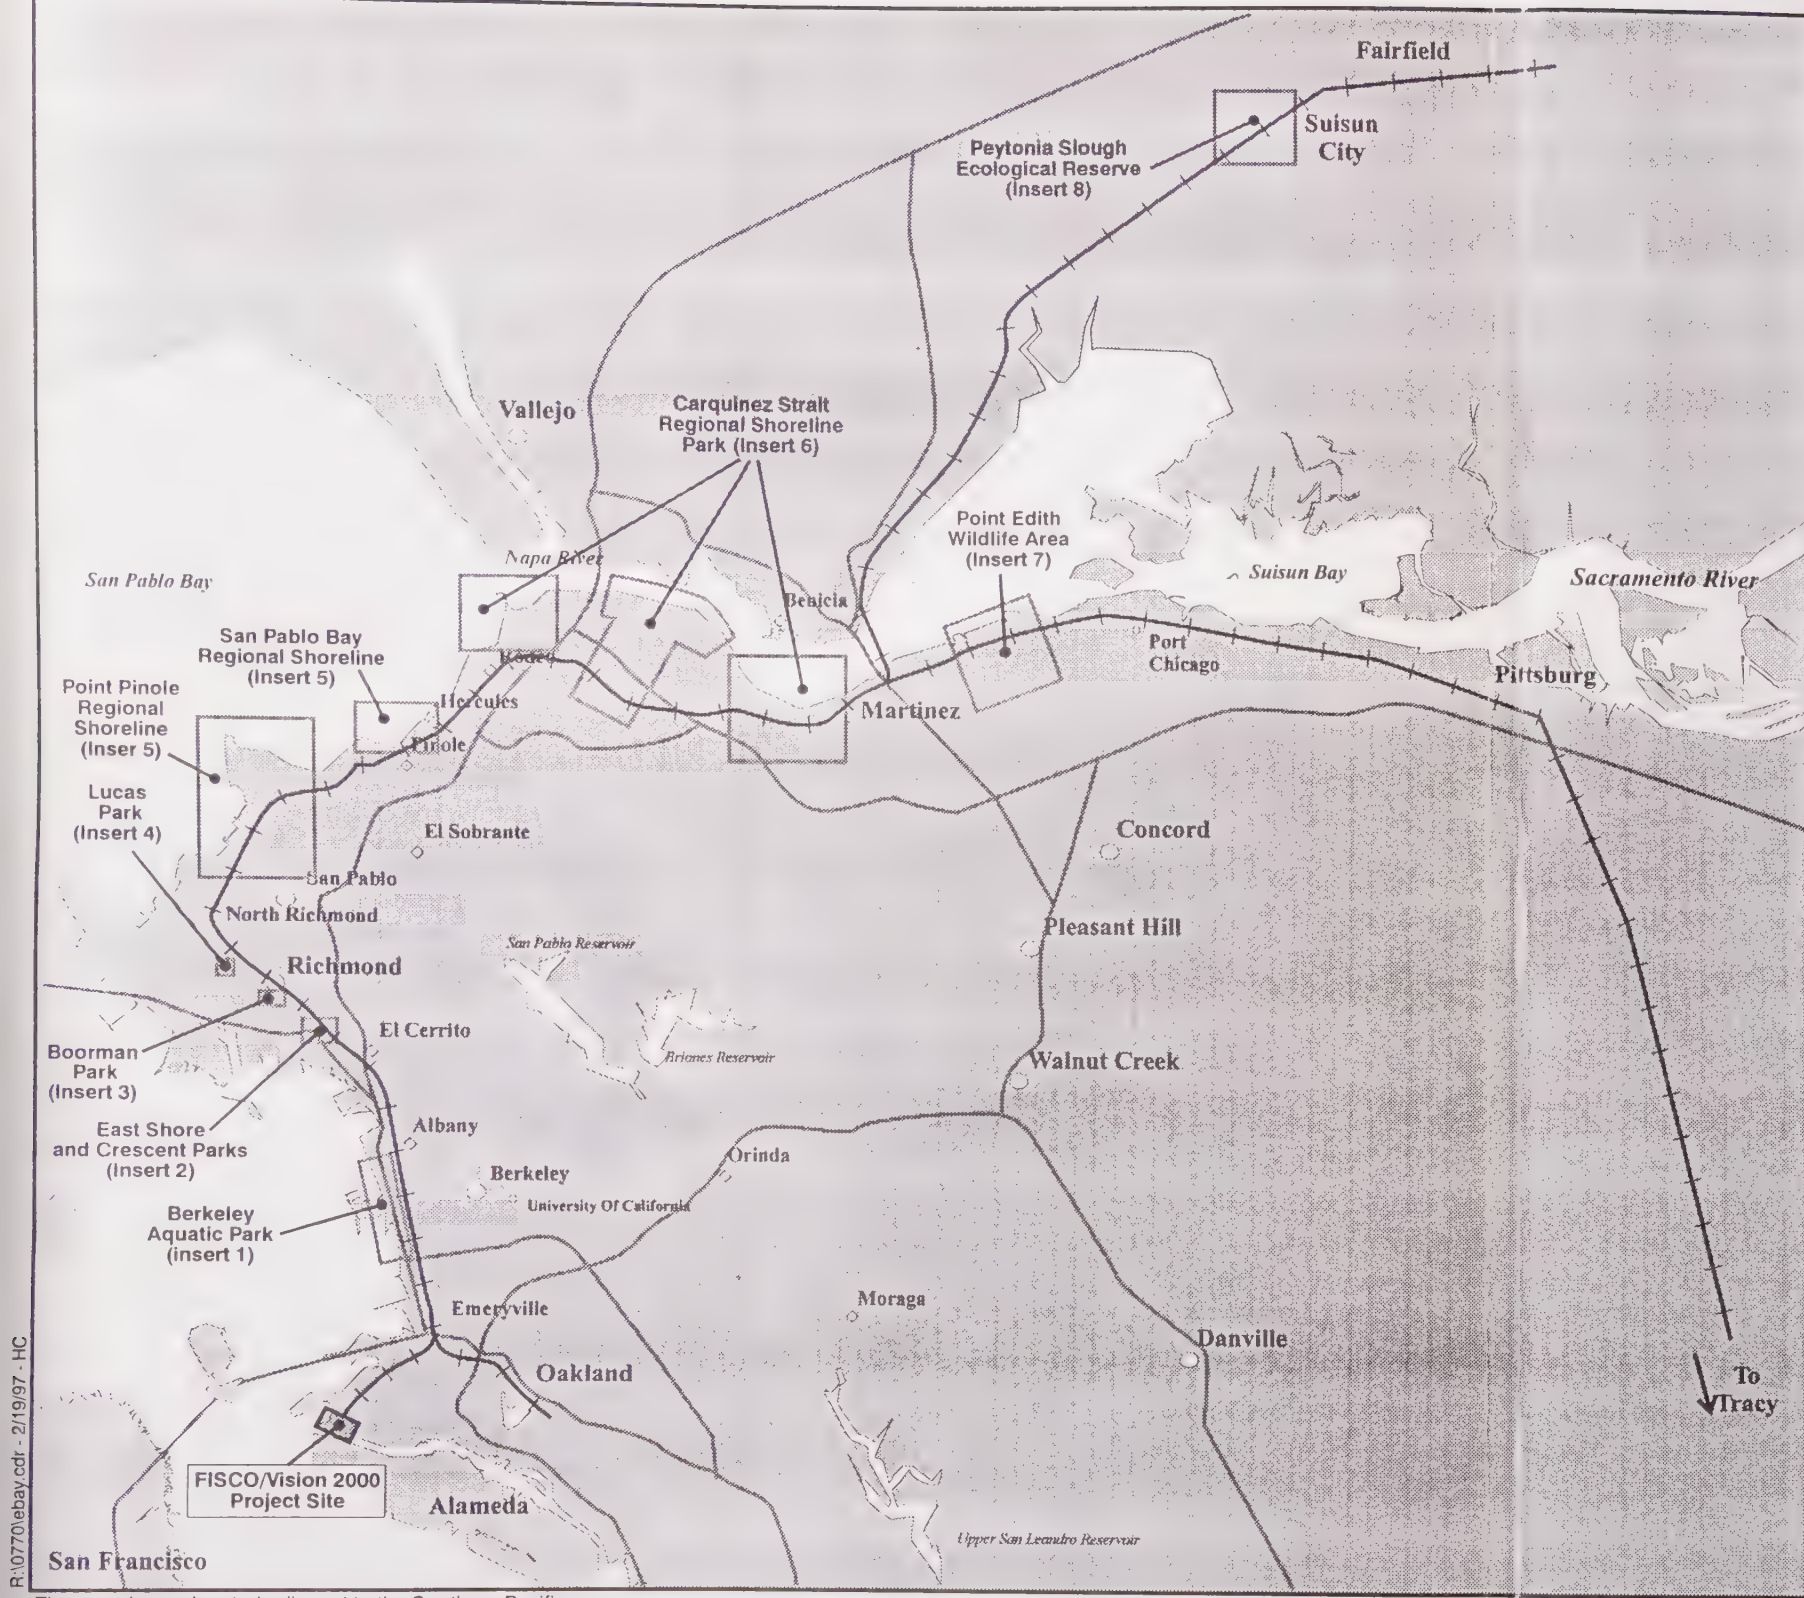 Fairfield
Suisun
City
Peytonia Slough
Ecological Reserve
(Insert 8)
Vallejo
Carquinez Strait
Regional Shoreline
Park (Insert 6)
Point Edith
Wildlife Area
(Insert 7)
Napa River
San Pablo Bay
Suisun Bay
Sacramento River
Benicia
San Pablo Bay
Regional Shoreline
(Insert 5)
Port
Chicago
Rodeo
Pittsburg
Point Pinole
Regional
Shoreline
(Inser 5)
Hercules
Martinez
Pinole
Lucas
Park
(Insert 4)
El Sobrante
Concord
San Pablo
North Richmond
Pleasant Hill
San Pablo Reservoir
Richmond
El Cerrito
Boorman
Park
(Insert 3)
Briones Reservoir
Walnut Creek
East Shore
and Crescent Parks
(Insert 2)
Albany
Orinda
Berkeley
University Of California
Berkeley
Aquatic Park
(insert 1)
Moraga
Emeryville
Danville
Oakland
To
Tracy
FISCO/Vision 2000
Project Site
Alameda
Upper San Leandro Reservoir
San Francisco
R:\0770\ebay.cdr - 2/19/97 - HC